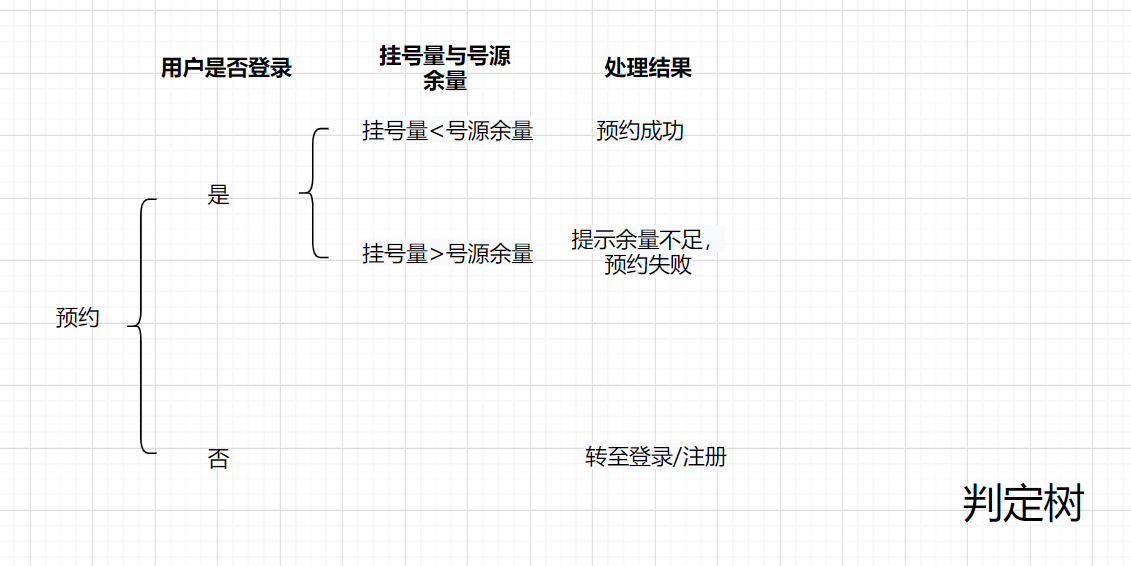 用户是否登录
挂号量与号源
余量
处理结果
挂号量<号源余量
预约成功
是
挂号量>号源余量
提示余量不足，
预约失败
预约
否
转至登录/注册
判定树